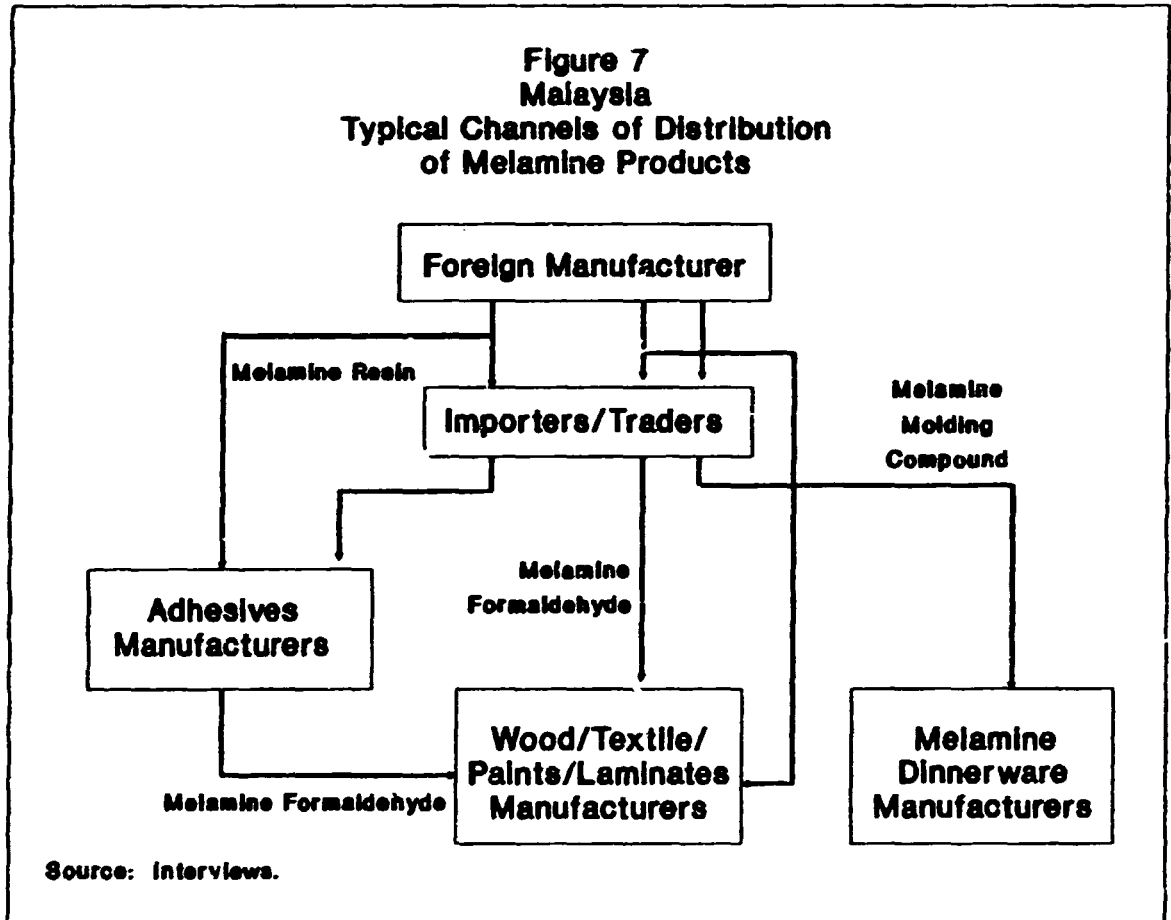 Figure 7
Malaysia
Typical Channels of Distribution
of Melamine Products
Foreign Manufacturer
Melamine Resin
Importers/Traders
Melamine
Molding
Compound
Adhesives
Manufacturers
Melamine
Formaldehyde
Melamine Formaldehyde
Wood/Textile/
Paints/Laminates
Manufacturers
Melamine
Dinnerware
Manufacturers
Source: Interviews.